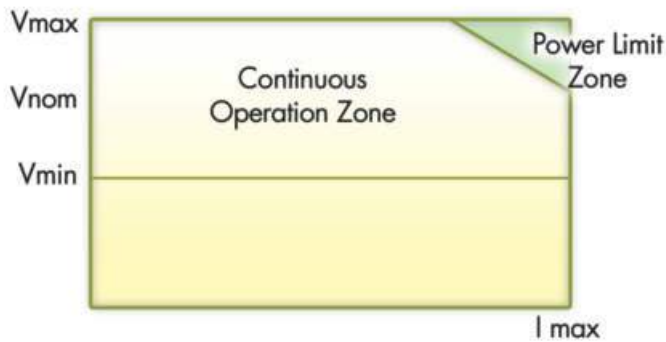 Vmax
Power Limit
Zone
Continuous
Operation Zone
Vnom
Vmin
I max